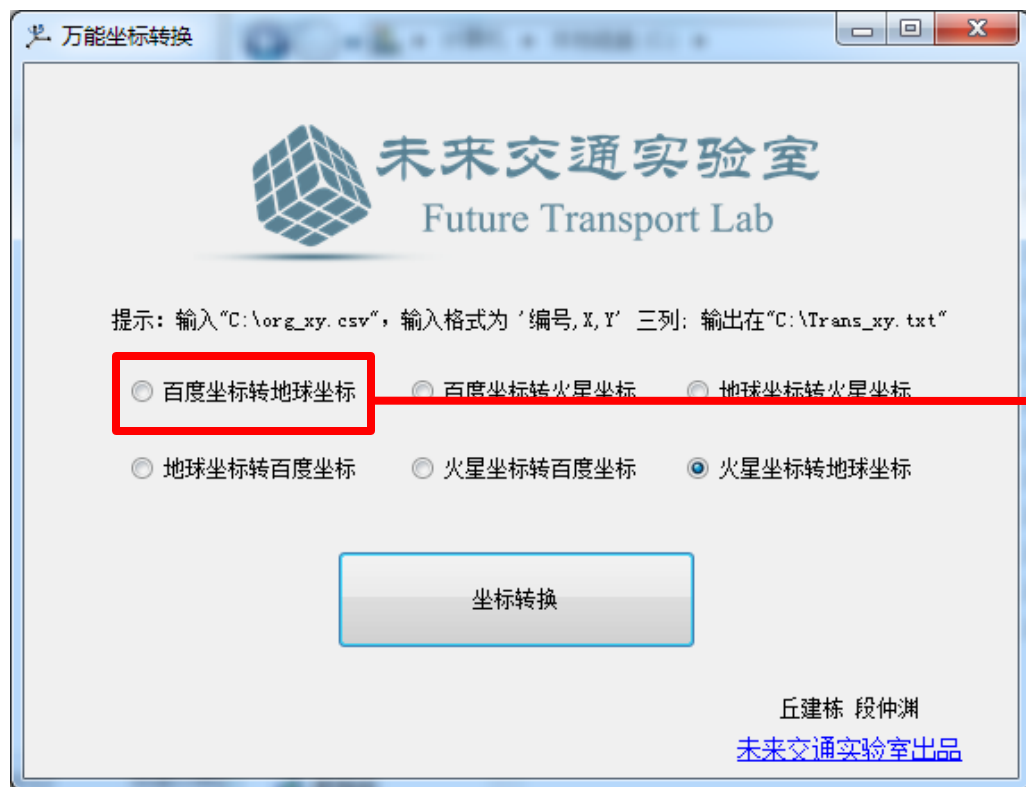 万能坐标转换
未来交通实验室
Future Transport Lab
提示: 输入"C:\org_xy.csv", 输入格式为 '编号,X,Y' 三列; 输出在"C:\Trans_xy.txt"
百度坐标转地球坐标 百度坐标转火星坐标 地球坐标转火星坐标
地球坐标转百度坐标 火星坐标转百度坐标 火星坐标转地球坐标
坐标转换
丘建栋 段仲渊
未来交通实验室出品